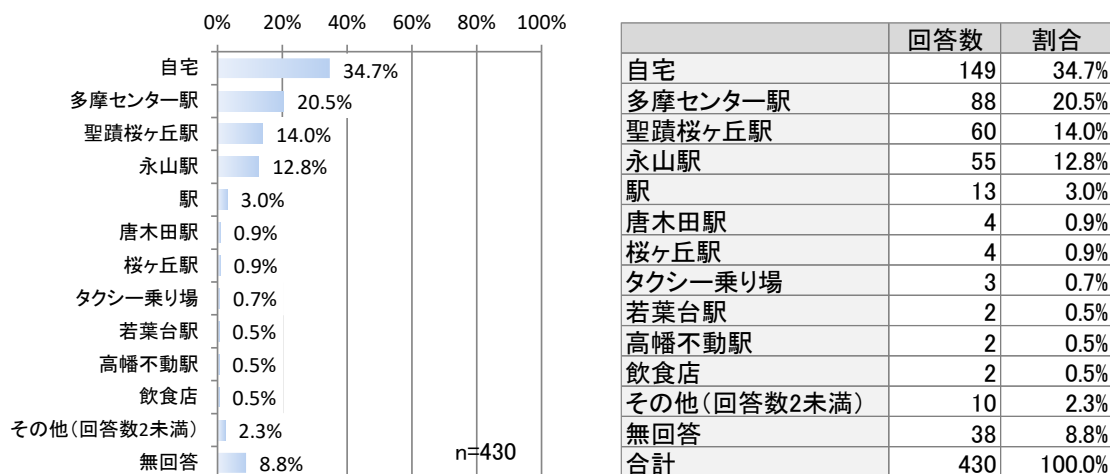 0% 20% 40% 60% 80% 100%
自宅 34.7%
多摩センター駅 20.5%
聖蹟桜ヶ丘駅 14.0%
永山駅 12.8%
駅 3.0%
唐木田駅 0.9%
桜ヶ丘駅 0.9%
タクシー乗り場 0.7%
若葉台駅 0.5%
高幡不動駅 0.5%
飲食店 0.5%
その他(回答数2未満) 2.3%
無回答 8.8%
n=430
回答数 割合
自宅 149 34.7%
多摩センター駅 88 20.5%
聖蹟桜ヶ丘駅 60 14.0%
永山駅 55 12.8%
駅 13 3.0%
唐木田駅 4 0.9%
桜ヶ丘駅 4 0.9%
タクシー乗り場 3 0.7%
若葉台駅 2 0.5%
高幡不動駅 2 0.5%
飲食店 2 0.5%
その他(回答数2未満) 10 2.3%
無回答 38 8.8%
合計 430 100.0%